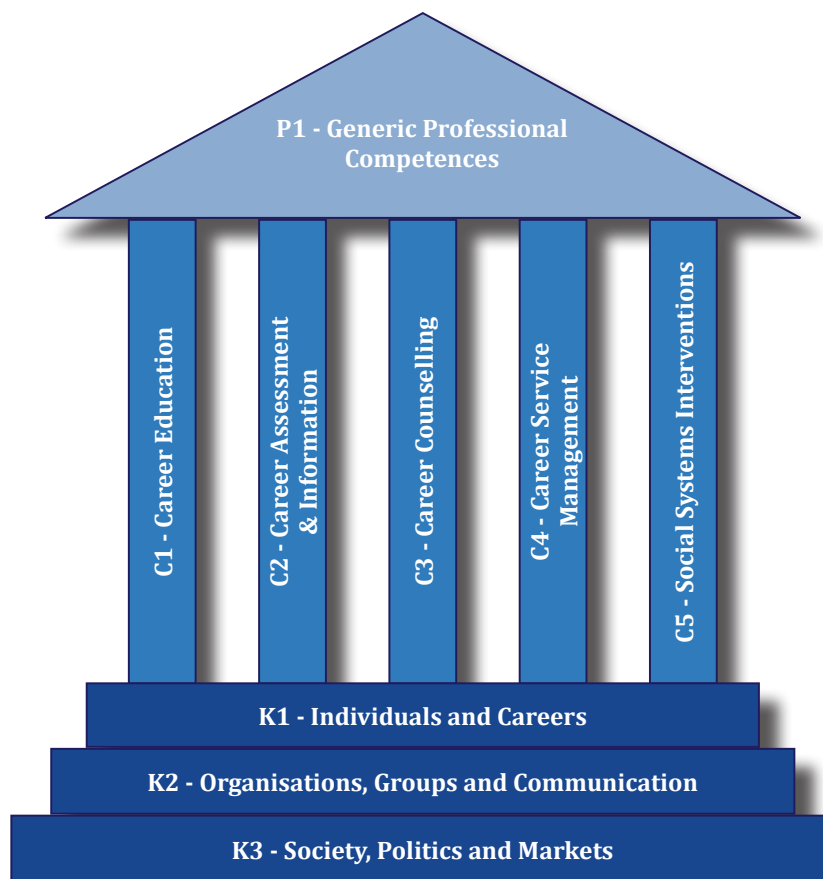 P1 - Generic Professional
Competences
C1 - Career Education
C2 - Career Assessment
& Information
C3 - Career Counselling
C4 - Career Service
Management
C5 - Social Systems Interventions
K1 - Individuals and Careers
K2 - Organisations, Groups and Communication
K3 - Society, Politics and Markets